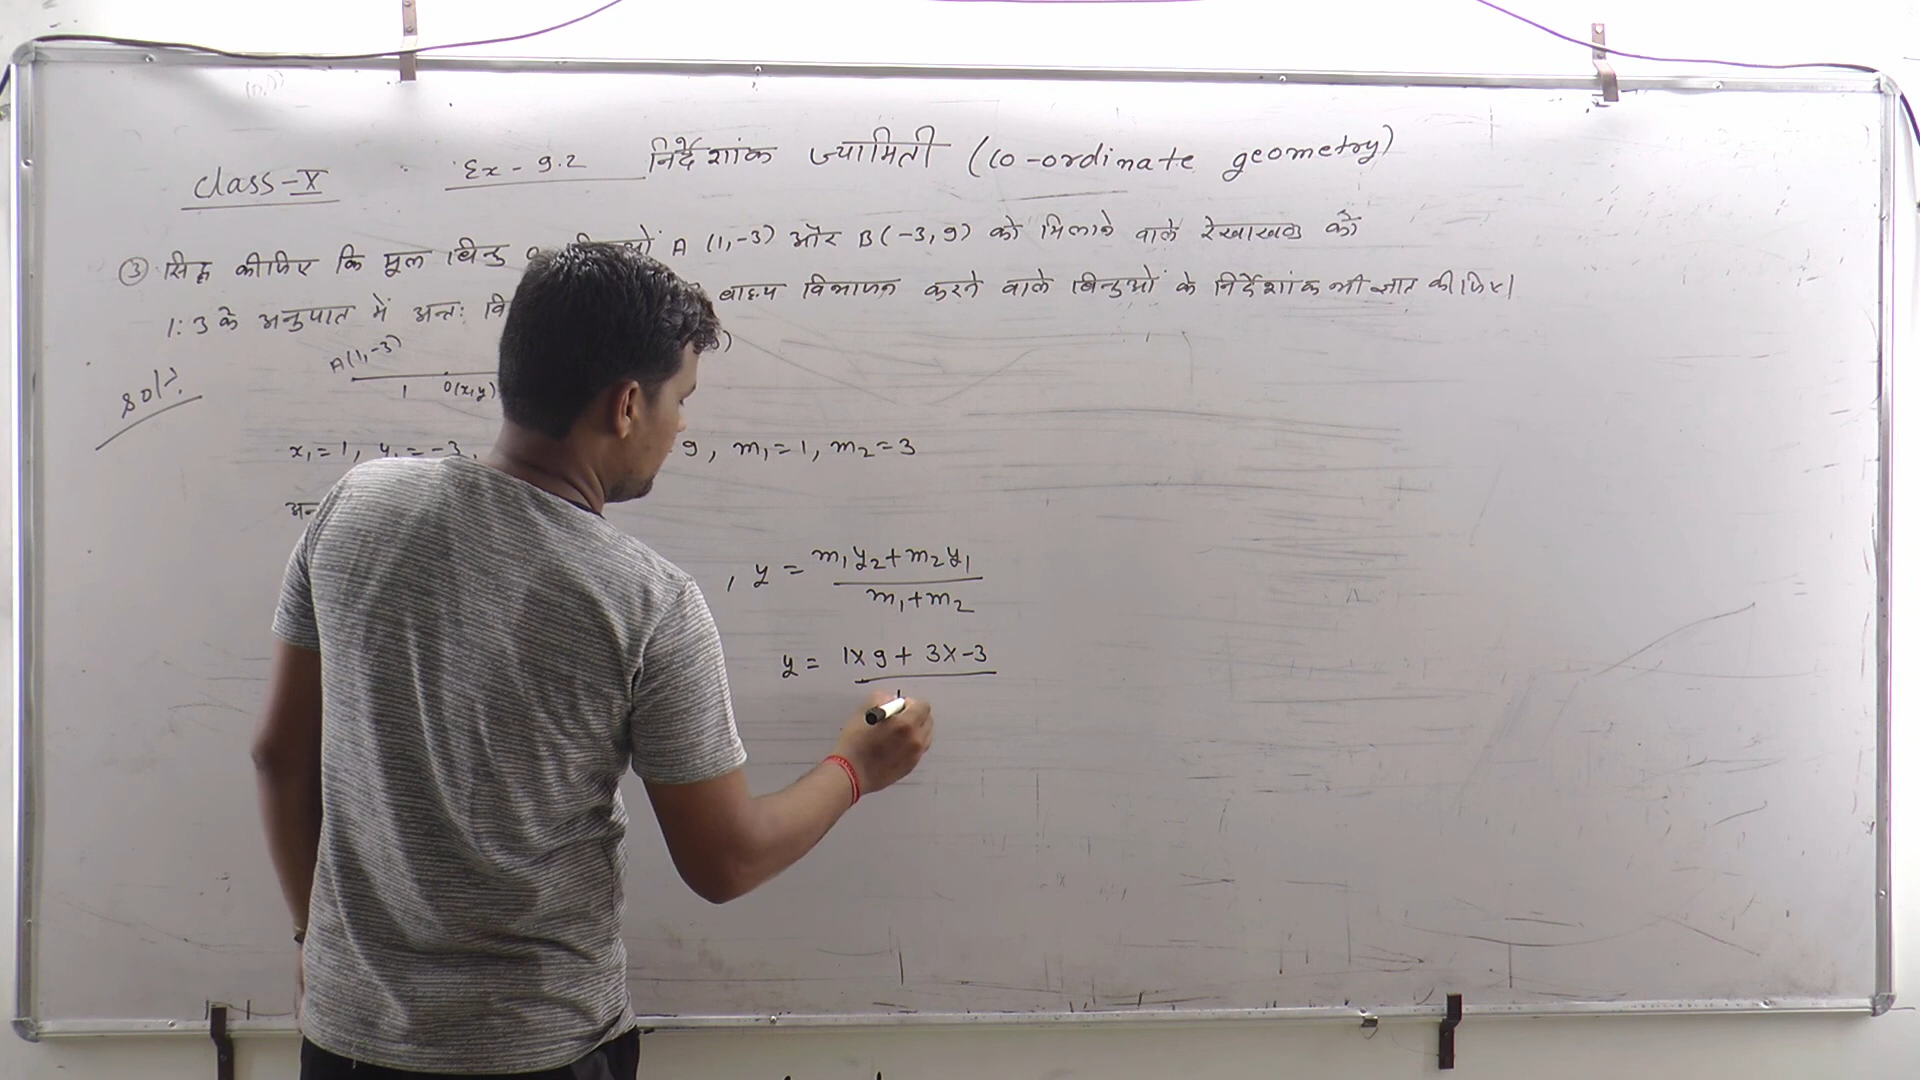 Class-X Ex-9.2 निर्देशांक ज्यामिती (Co-ordinate geometry)
③ सिद्ध कीजिए कि मूल बिन्दु A (1,-3) और B(-3,9) को मिलाने वाले रेखाखण्ड को
1:3 के अनुपात में अन्तः बाह्य विभाजन करने वाले बिन्दुओं के निर्देशांक भी ज्ञात कीजिए।
A(1,-3)
1 O(x,y)
x₁=1, y₁=-3, 9, m₁=1, m₂=3
, y = m₁y₂+m₂y₁
m₁+m₂
y = 1×9+ 3×-3
1